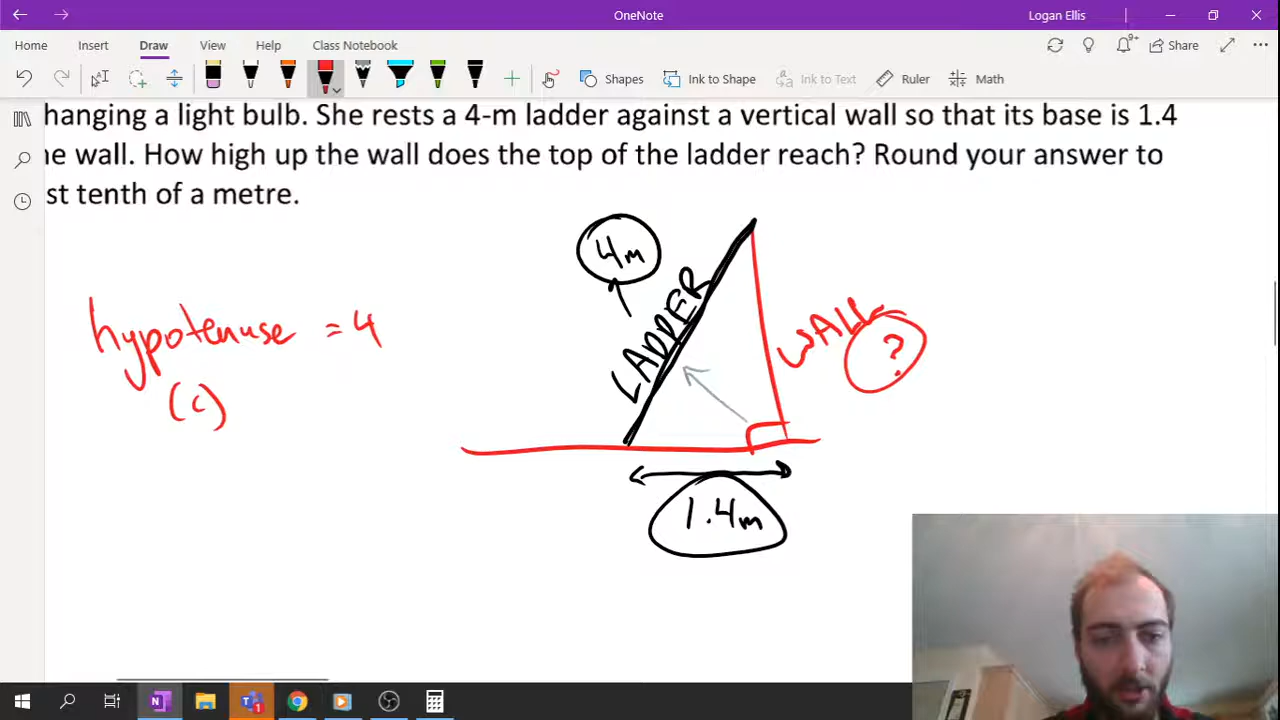 OneNote
Logan Ellis
Home Insert Draw View Help Class Notebook
9+
Share
Shapes Ink to Shape Ink to Text Ruler Math
hanging a light bulb. She rests a 4-m ladder against a vertical wall so that its base is 1.4
ne wall. How high up the wall does the top of the ladder reach? Round your answer to
st tenth of a metre.
4m
LADDER
WALL
?
hypotenuse = 4
(c)
1.4m